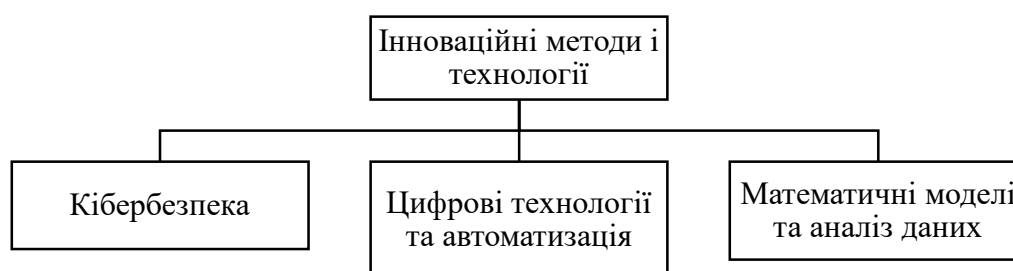 Інноваційні методи і
технології
Кібербезпека
Цифрові технології
та автоматизація
Математичні моделі
та аналіз даних